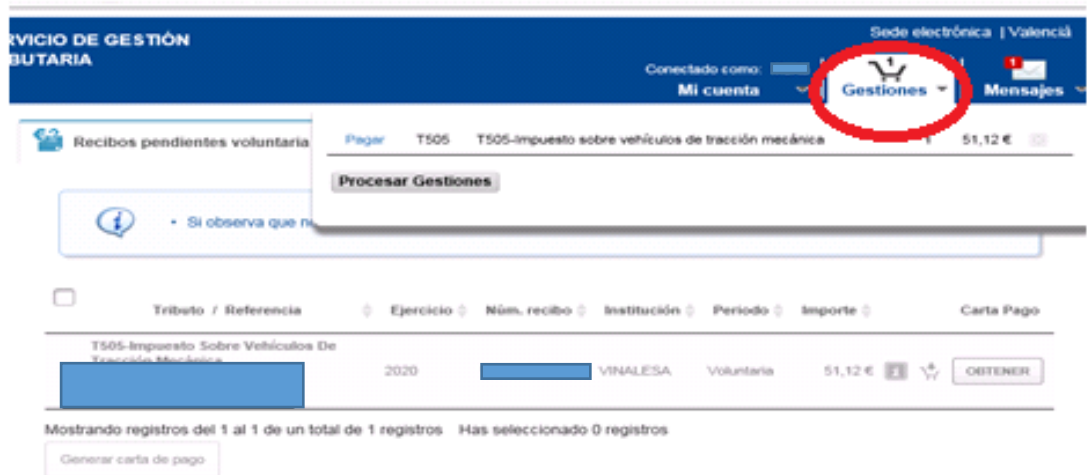 RVICIO DE GESTIÓN
BUTARIA
Sede electrónica | Valencià
Conectado como:
Mi cuenta
1
Gestiones
1
Mensajes
Recibos pendientes voluntaria
Pagar T505 T505-Impuesto sobre vehículos de tracción mecánica 1 51,12 €
Procesar Gestiones
• Si observa que
Tributo / Referencia Ejercicio Núm. recibo Institución Periodo Importe Carta Pago
T505-Impuesto Sobre Vehículos De
Tracción Mecánica
2020 VINALESA Voluntaria 51,12 € OBTENER
Mostrando registros del 1 al 1 de un total de 1 registros Has seleccionado 0 registros
Generar carta de pago